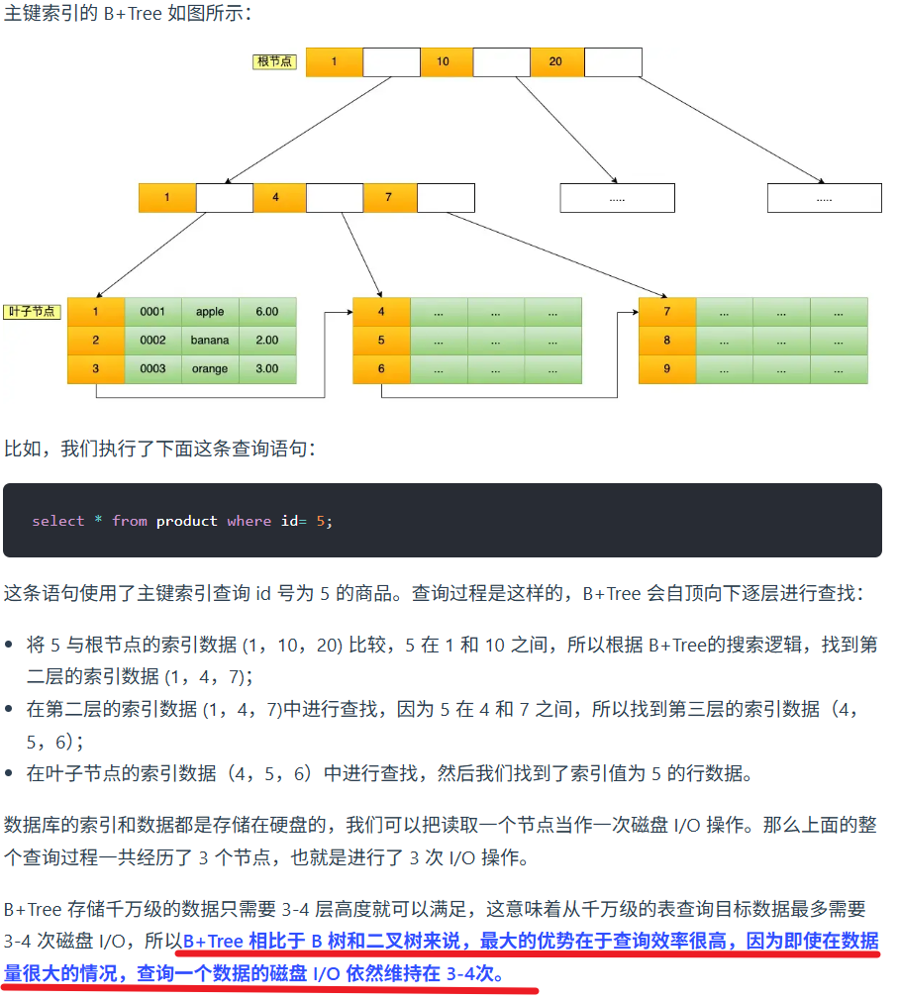 主键索引的 B+Tree 如图所示：
根节点 1 10 20
1 4 7 ..... .....
叶子节点 1 0001 apple 6.00 4 ... ... ... 7 ... ... ...
2 0002 banana 2.00 5 ... ... ... 8 ... ... ...
3 0003 orange 3.00 6 ... ... ... 9 ... ... ...
比如，我们执行了下面这条查询语句：
select * from product where id= 5;
这条语句使用了主键索引查询 id 号为 5 的商品。查询过程是这样的，B+Tree 会自顶向下逐层进行查找：
• 将 5 与根节点的索引数据 (1，10，20) 比较，5 在 1 和 10 之间，所以根据 B+Tree的搜索逻辑，找到第
二层的索引数据 (1，4，7)；
• 在第二层的索引数据 (1，4，7)中进行查找，因为 5 在 4 和 7 之间，所以找到第三层的索引数据（4，
5，6）；
• 在叶子节点的索引数据（4，5，6）中进行查找，然后我们找到了索引值为 5 的行数据。
数据库的索引和数据都是存储在硬盘的，我们可以把读取一个节点当作一次磁盘 I/O 操作。那么上面的整
个查询过程一共经历了 3 个节点，也就是进行了 3 次 I/O 操作。
B+Tree 存储千万级的数据只需要 3-4 层高度就可以满足，这意味着从千万级的表查询目标数据最多需要
3-4 次磁盘 I/O，所以B+Tree 相比于 B 树和二叉树来说，最大的优势在于查询效率很高，因为即使在数据
量很大的情况，查询一个数据的磁盘 I/O 依然维持在 3-4次。